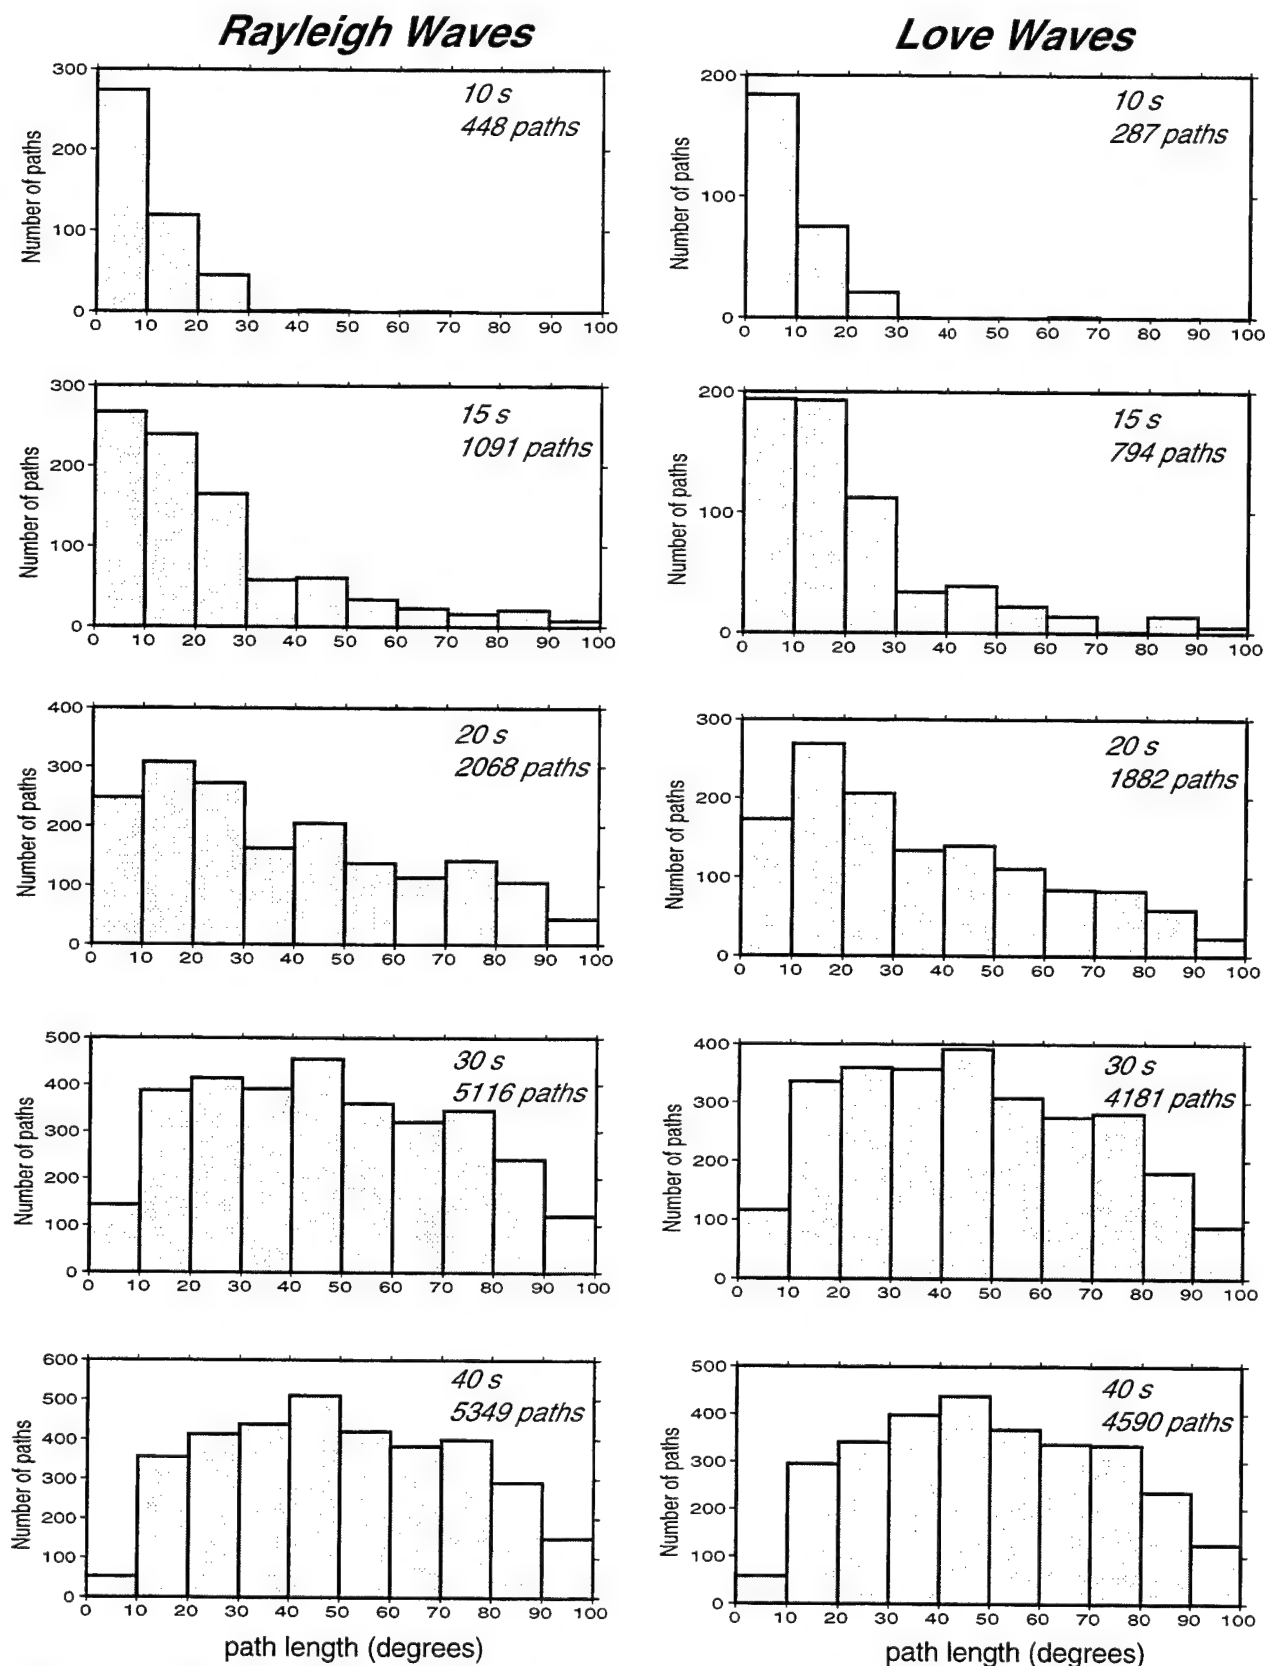 Rayleigh Waves
Love Waves
300
200
100
0
Number of paths
10 s
448 paths
0 10 20 30 40 50 60 70 80 90 100
200
100
0
Number of paths
10 s
287 paths
0 10 20 30 40 50 60 70 80 90 100
300
200
100
0
Number of paths
15 s
1091 paths
0 10 20 30 40 50 60 70 80 90 100
200
100
0
Number of paths
15 s
794 paths
0 10 20 30 40 50 60 70 80 90 100
400
300
200
100
0
Number of paths
20 s
2068 paths
0 10 20 30 40 50 60 70 80 90 100
300
200
100
0
Number of paths
20 s
1882 paths
0 10 20 30 40 50 60 70 80 90 100
500
400
300
200
100
0
Number of paths
30 s
5116 paths
0 10 20 30 40 50 60 70 80 90 100
400
300
200
100
0
Number of paths
30 s
4181 paths
0 10 20 30 40 50 60 70 80 90 100
600
500
400
300
200
100
0
Number of paths
40 s
5349 paths
0 10 20 30 40 50 60 70 80 90 100
path length (degrees)
500
400
300
200
100
0
Number of paths
40 s
4590 paths
0 10 20 30 40 50 60 70 80 90 100
path length (degrees)